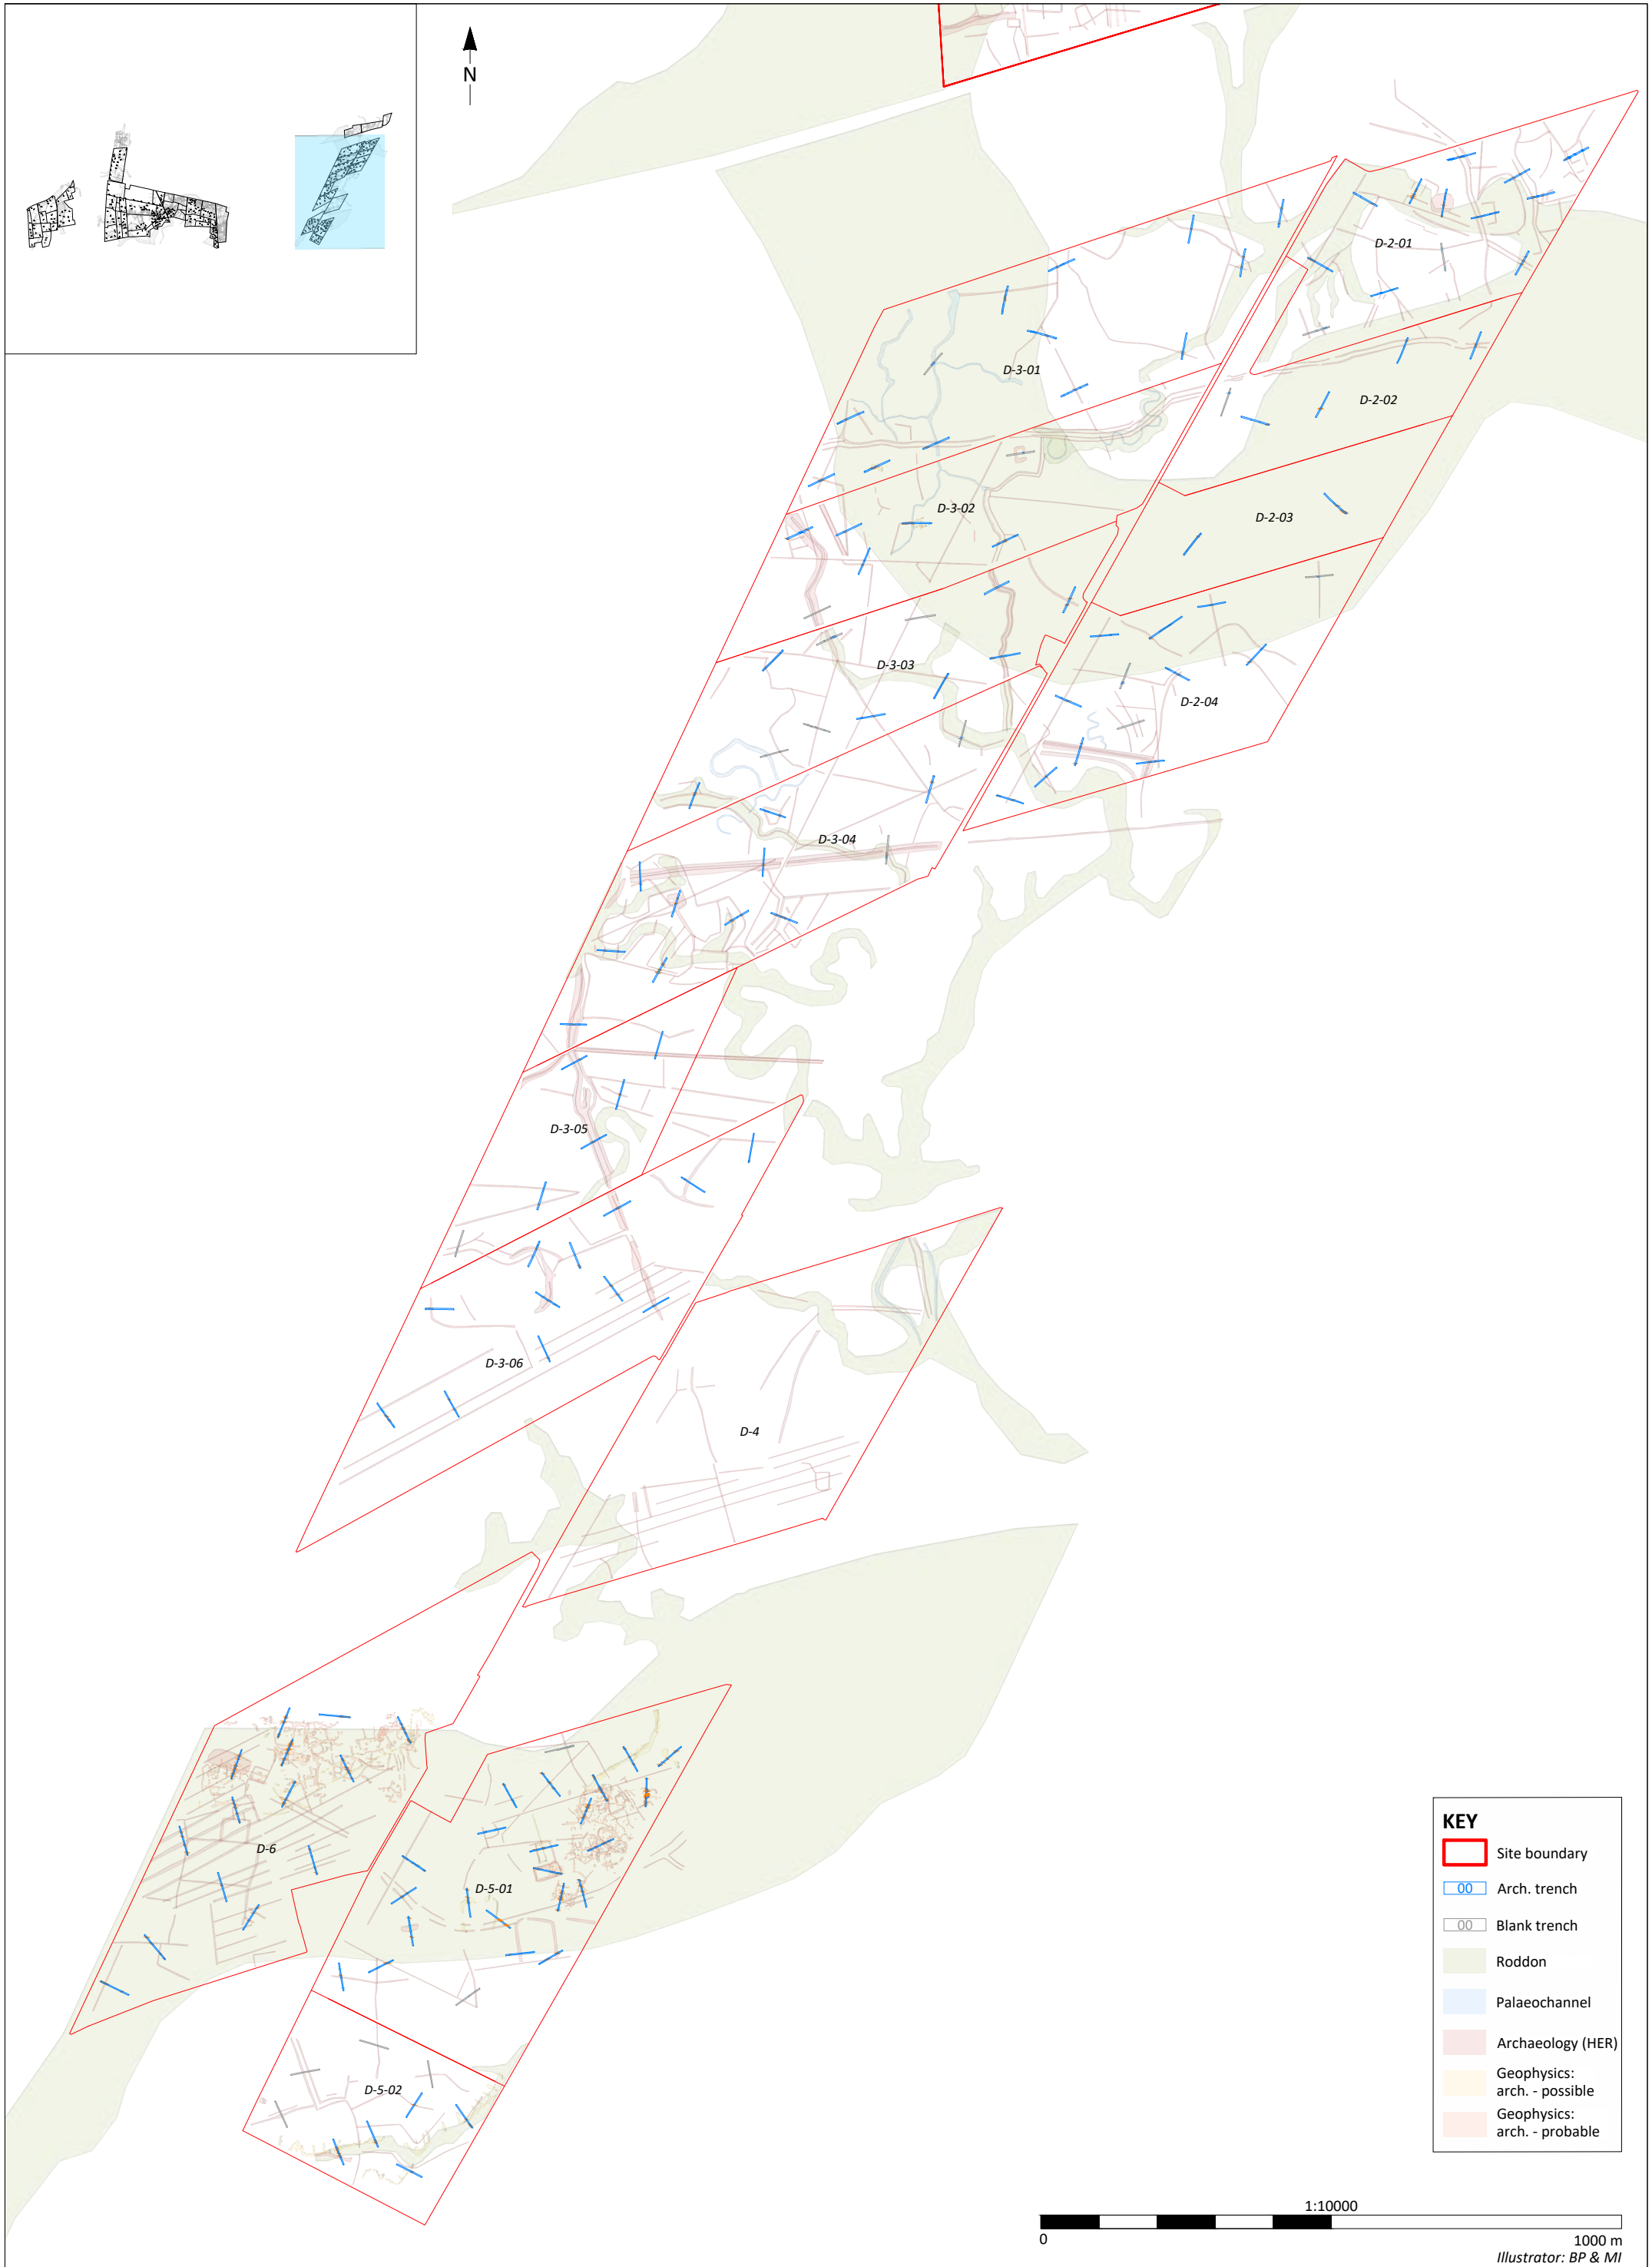 N
D-2-01
D-3-01
D-2-02
D-3-02
D-2-03
D-3-03
D-2-04
D-3-04
D-3-05
D-3-06
D-4
D-6
D-5-01
D-5-02
KEY
Site boundary
00 Arch. trench
00 Blank trench
Roddon
Palaeochannel
Archaeology (HER)
Geophysics:
arch. - possible
Geophysics:
arch. - probable
1:10000
0 1000 m
Illustrator: BP & MI